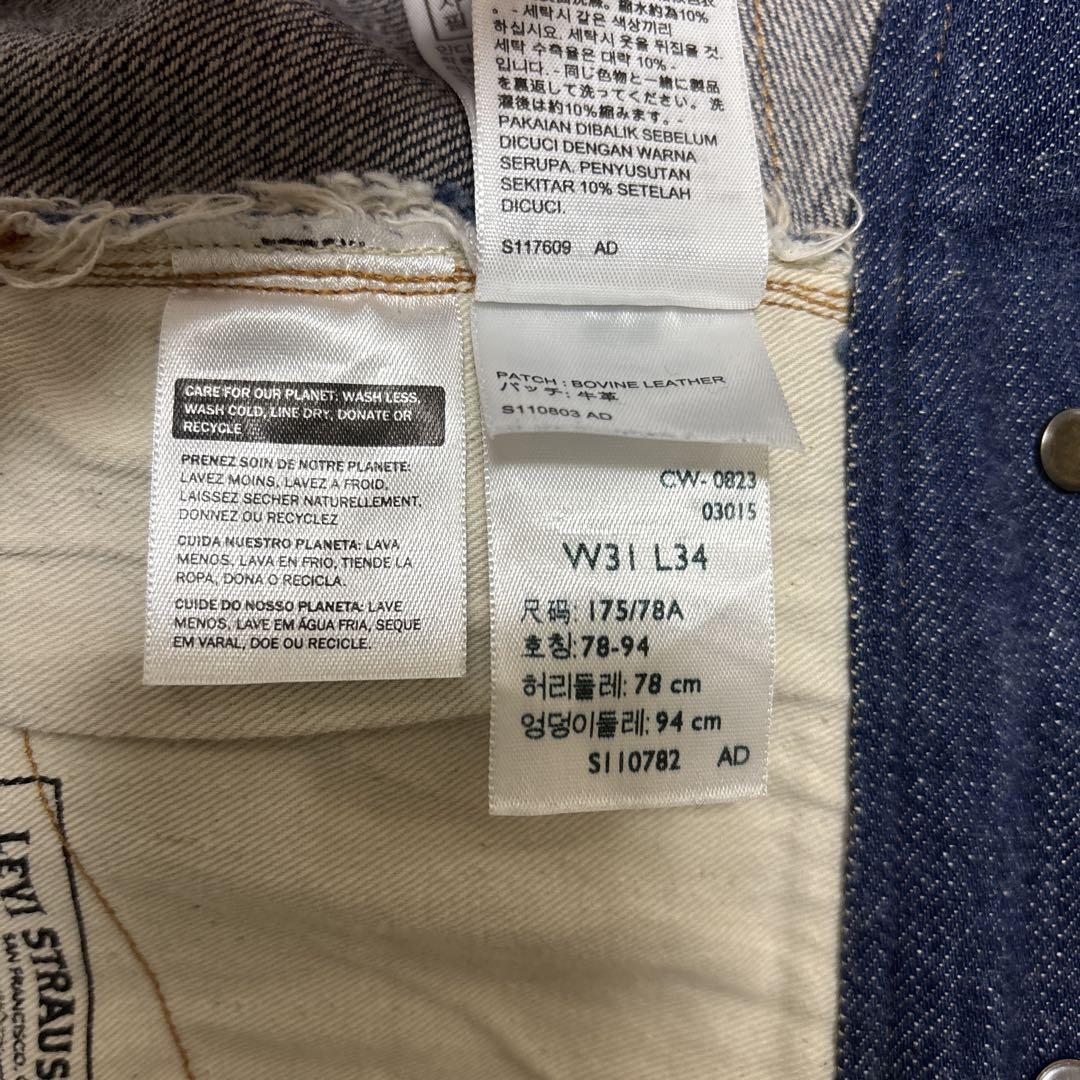 - 세탁시 같은 색상끼리
하십시요. 세탁시 옷을 뒤집을 것.
세탁 수축율은 대략 10% -
입니다. - 同じ色物と一緒に製品
を裏返して洗ってください。 洗
濯後は約10%縮みます。 -
PAKAIAN DIBALIK SEBELUM
DICUCI DENGAN WARNA
SERUPA. PENYUSUTAN
SEKITAR 10% SETELAH
DICUCI.
S117609 AD
PATCH : BOVINE LEATHER
パッチ : 牛革
S110803 AD
CARE FOR OUR PLANET: WASH LESS,
WASH COLD, LINE DRY, DONATE OR
RECYCLE
PRENEZ SOIN DE NOTRE PLANETE:
LAVEZ MOINS, LAVEZ A FROID,
LAISSEZ SECHER NATURELLEMENT,
DONNEZ OU RECYCLEZ
CUIDA NUESTRO PLANETA: LAVA
MENOS, LAVA EN FRIO, TIENDE LA
ROPA, DONA O RECICLA.
CUIDE DO NOSSO PLANETA: LAVE
MENOS, LAVE EM ÁGUA FRIA, SEQUE
EM VARAL, DOE OU RECICLE.
CW- 0823
03015
W31 L34
尺码: 175/78A
호칭: 78-94
허리둘레: 78 cm
엉덩이둘레: 94 cm
S110782 AD
LEVI STRAUS
SAN FRANCISCO,